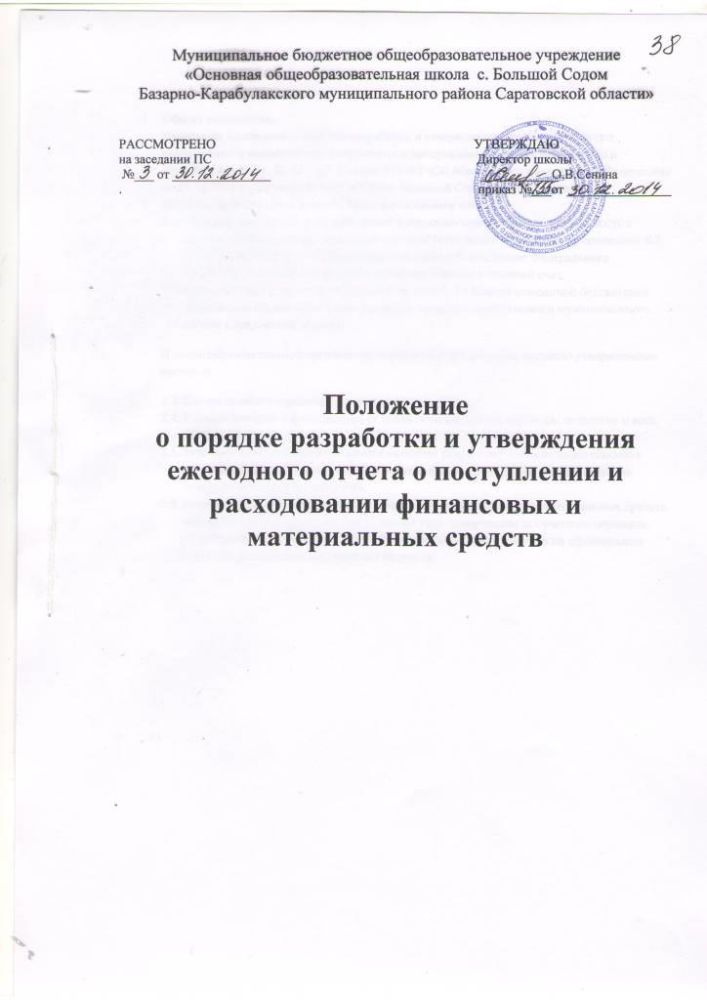 38
Муниципальное бюджетное общеобразовательное учреждение
«Основная общеобразовательная школа с. Большой Содом
Базарно-Карабулакского муниципального района Саратовской области»
РАССМОТРЕНО
на заседании ПС
№ 3 от 30.12.2014
УТВЕРЖДАЮ
Директор школы
О.В.Сенина
приказ № 155 от 30.12.2014
Положение
о порядке разработки и утверждения
ежегодного отчета о поступлении и
расходовании финансовых и
материальных средств